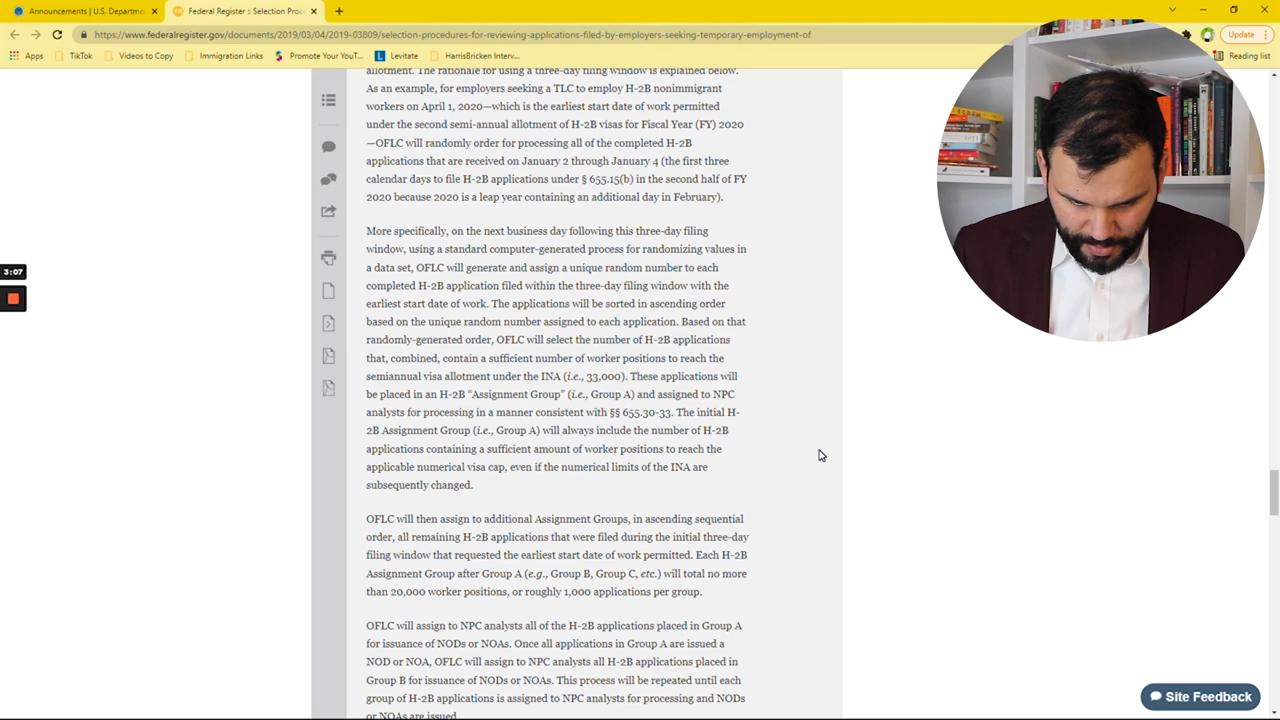 Announcements | U.S. Departme
Federal Register :: Selection Proc
https://www.federalregister.gov/documents/2019/03/04/2019-03809/selection-procedures-for-reviewing-applications-filed-by-employers-seeking-temporary-employment-of
Update
Apps
TikTok
Videos to Copy
Immigration Links
Promote Your YouT...
Levitate
HarrisBricken Interv...
Reading list
allotment. The rationale for using a three-day filing window is explained below.
As an example, for employers seeking a TLC to employ H-2B nonimmigrant
workers on April 1, 2020—which is the earliest start date of work permitted
under the second semi-annual allotment of H-2B visas for Fiscal Year (FY) 2020
—OFLC will randomly order for processing all of the completed H-2B
applications that are received on January 2 through January 4 (the first three
calendar days to file H-2B applications under § 655.15(b) in the second half of FY
2020 because 2020 is a leap year containing an additional day in February).
More specifically, on the next business day following this three-day filing
window, using a standard computer-generated process for randomizing values in
a data set, OFLC will generate and assign a unique random number to each
completed H-2B application filed within the three-day filing window with the
earliest start date of work. The applications will be sorted in ascending order
based on the unique random number assigned to each application. Based on that
randomly-generated order, OFLC will select the number of H-2B applications
that, combined, contain a sufficient number of worker positions to reach the
semiannual visa allotment under the INA (i.e., 33,000). These applications will
be placed in an H-2B “Assignment Group” (i.e., Group A) and assigned to NPC
analysts for processing in a manner consistent with §§ 655.30-33. The initial H-
2B Assignment Group (i.e., Group A) will always include the number of H-2B
applications containing a sufficient amount of worker positions to reach the
applicable numerical visa cap, even if the numerical limits of the INA are
subsequently changed.
OFLC will then assign to additional Assignment Groups, in ascending sequential
order, all remaining H-2B applications that were filed during the initial three-day
filing window that requested the earliest start date of work permitted. Each H-2B
Assignment Group after Group A (e.g., Group B, Group C, etc.) will total no more
than 20,000 worker positions, or roughly 1,000 applications per group.
OFLC will assign to NPC analysts all of the H-2B applications placed in Group A
for issuance of NODs or NOAs. Once all applications in Group A are issued a
NOD or NOA, OFLC will assign to NPC analysts all H-2B applications placed in
Group B for issuance of NODs or NOAs. This process will be repeated until each
group of H-2B applications is assigned to NPC analysts for processing and NODs
or NOAs are issued
3:07
Site Feedback